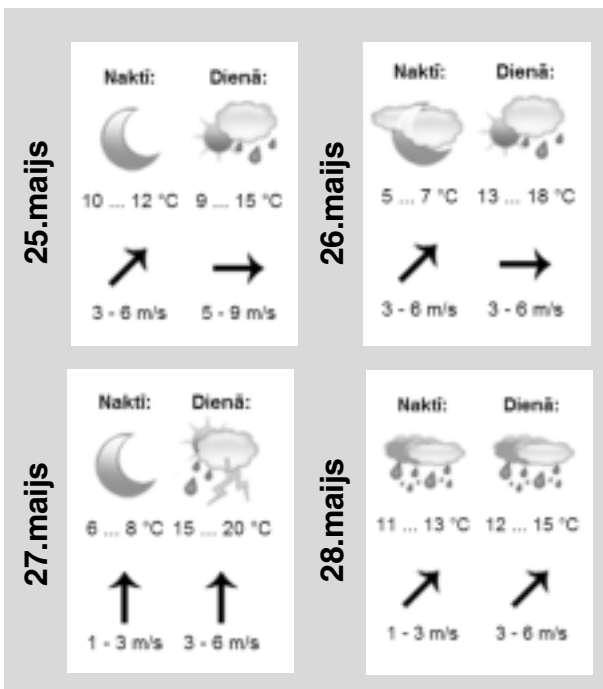 25.maijs
Naktī: Dienā:
10 ... 12 °C 9 ... 15 °C
3 - 6 m/s 5 - 9 m/s
26.maijs
Naktī: Dienā:
5 ... 7 °C 13 ... 18 °C
3 - 6 m/s 3 - 6 m/s
27.maijs
Naktī: Dienā:
6 ... 8 °C 15 ... 20 °C
1 - 3 m/s 3 - 6 m/s
28.maijs
Naktī: Dienā:
11 ... 13 °C 12 ... 15 °C
1 - 3 m/s 3 - 6 m/s